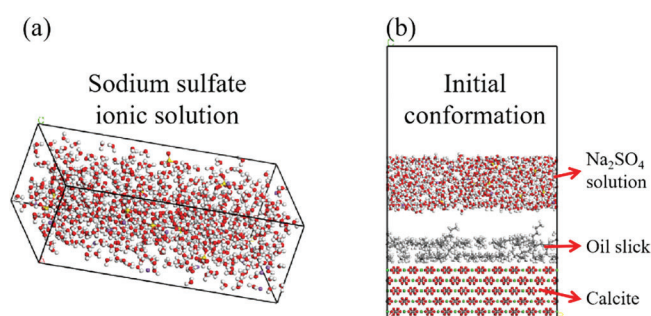 (a)
Sodium sulfate
ionic solution
(b)
Initial
conformation
Na₂SO₄
solution
Oil slick
Calcite